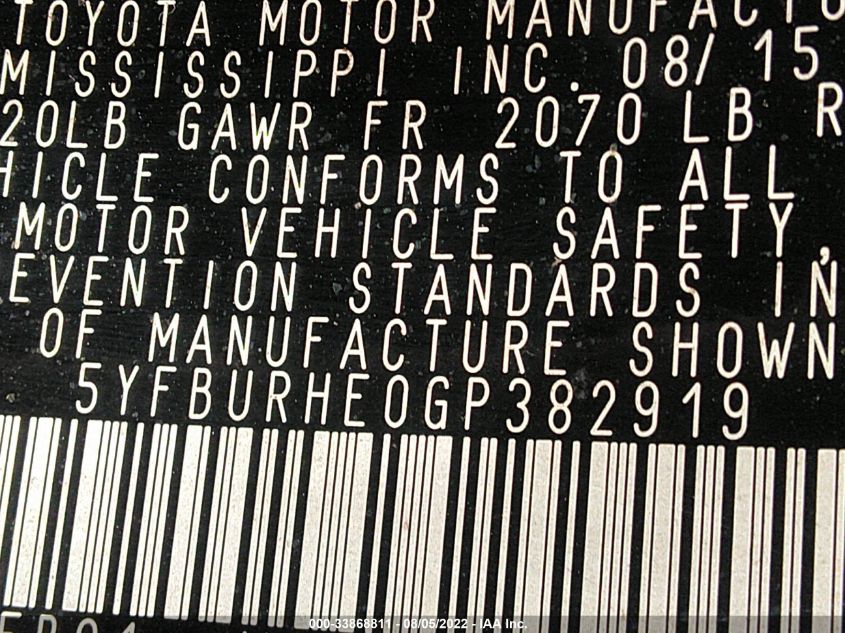 TOYOTA MOTOR MANUFACTU
MISSISSIPPI INC. 08/ 15
20LB GAWR FR 2070 LB R
HICLE CONFORMS TO ALL
MOTOR VEHICLE SAFETY,
EVENTION STANDARDS IN
OF MANUFACTURE SHOWN
5YFBURHE0GP382919
000-33868811 - 08/05/2022 - IAA Inc.